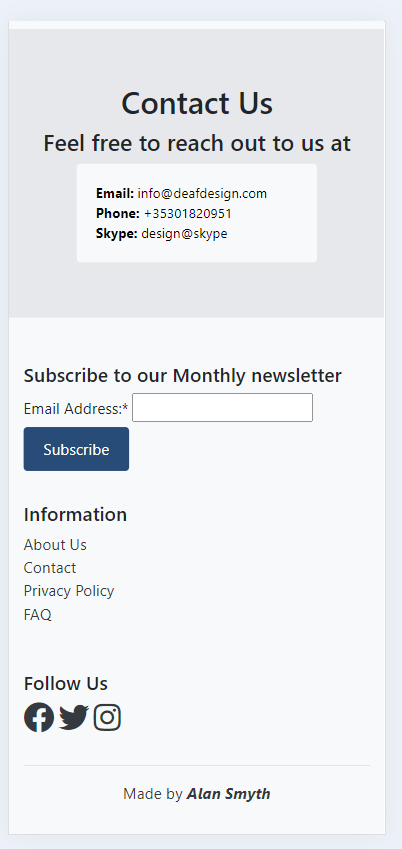 Contact Us
Feel free to reach out to us at
Email: info@deafdesign.com
Phone: +35301820951
Skype: design@skype
Subscribe to our Monthly newsletter
Email Address:*
Subscribe
Information
About Us
Contact
Privacy Policy
FAQ
Follow Us
Made by Alan Smyth